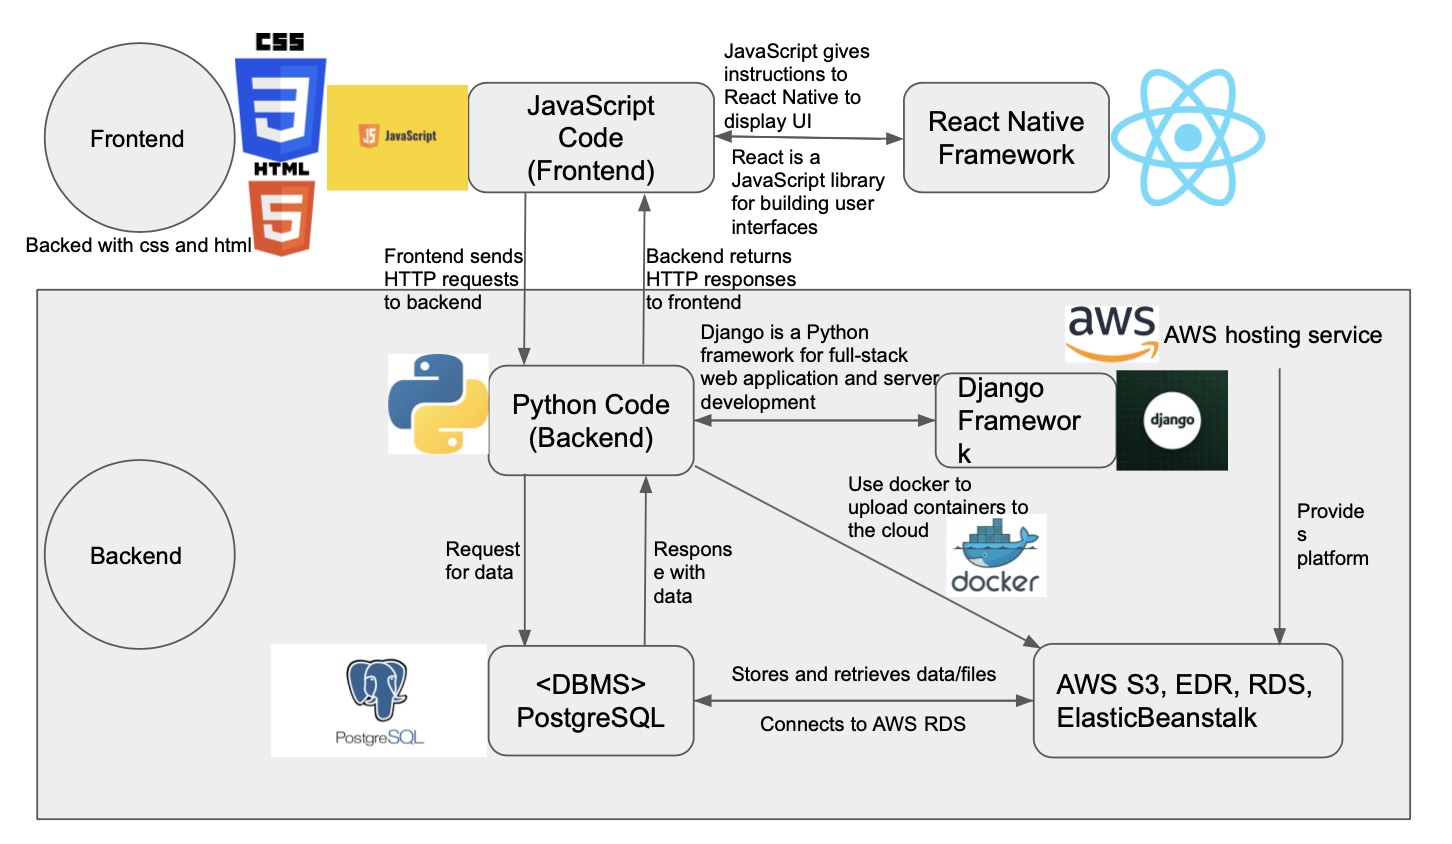 CSS
HTML
Frontend
Backed with css and html
JS JavaScript
JavaScript
Code
(Frontend)
JavaScript gives
instructions to
React Native to
display UI
React is a
JavaScript library
for building user
interfaces
React Native
Framework
Frontend sends
HTTP requests
to backend
Backend returns
HTTP responses
to frontend
Django is a Python
framework for full-stack
web application and server
development
aws
AWS hosting service
Python Code
(Backend)
Django
Framewor
k
django
Use docker to
upload containers to
the cloud
docker
Provide
s
platform
Backend
Request
for data
Respons
e with
data
PostgreSQL
<DBMS>
PostgreSQL
Stores and retrieves data/files
Connects to AWS RDS
AWS S3, EDR, RDS,
ElasticBeanstalk